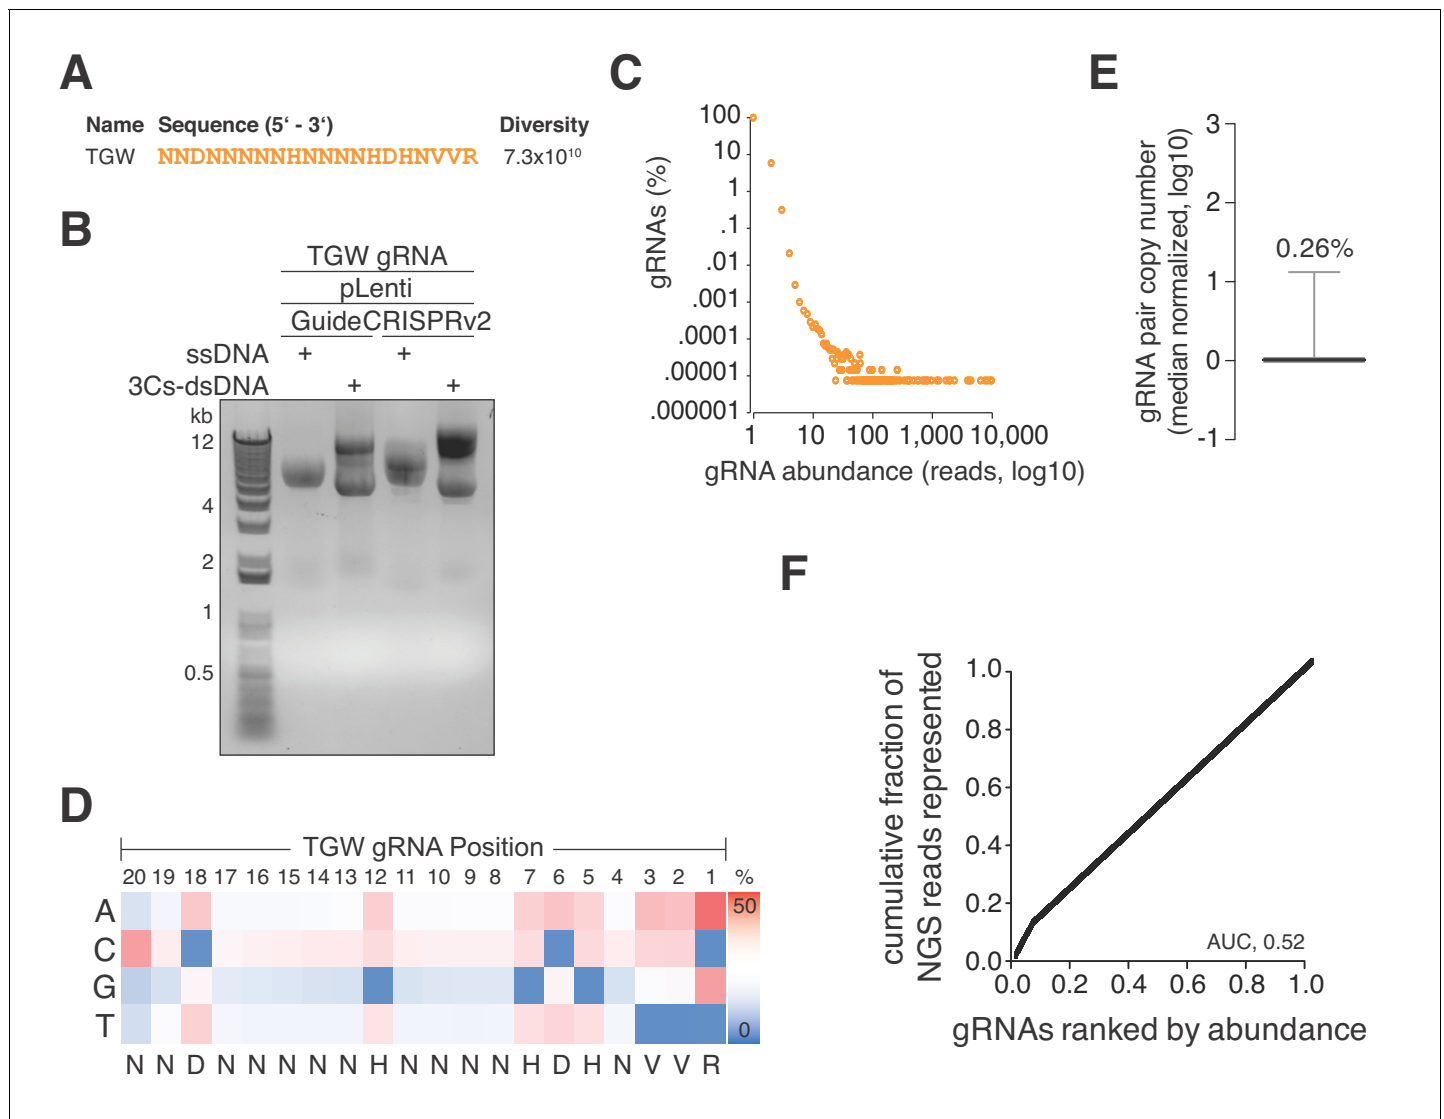 A
Name Sequence (5‘ - 3‘) Diversity
TGW NNDNNNNNHNNNNHDHNVVR 7.3x10¹⁰
B
TGW gRNA
pLenti
GuideCRISPRv2
ssDNA + +
3Cs-dsDNA + +
kb
12
4
2
1
0.5
C
gRNAs (%)
100
10
1
.1
.01
.001
.0001
.00001
.000001
1 10 100 1,000 10,000
gRNA abundance (reads, log10)
D
TGW gRNA Position
20 19 18 17 16 15 14 13 12 11 10 9 8 7 6 5 4 3 2 1 %
A
C
G
T
50
0
N N D N N N N N H N N N N H D H N V V R
E
gRNA pair copy number
(median normalized, log10)
3
2
1
0
-1
0.26%
F
cumulative fraction of
NGS reads represented
1.0
0.8
0.6
0.4
0.2
0.0
AUC, 0.52
0.0 0.2 0.4 0.6 0.8 1.0
gRNAs ranked by abundance